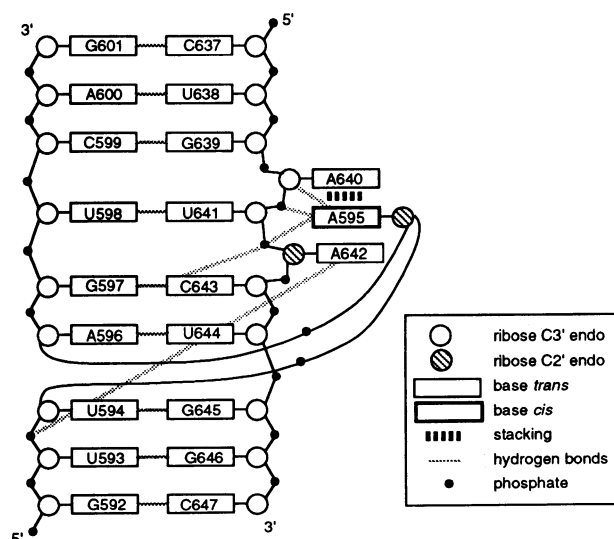 5'
3'
G601 C637
A600 U638
C599 G639
A640
U598 U641 A595
A642
G597 C643
A596 U644
U594 G645
U593 G646
G592 C647
5'
3'
ribose C3' endo
ribose C2' endo
base trans
base cis
stacking
hydrogen bonds
phosphate